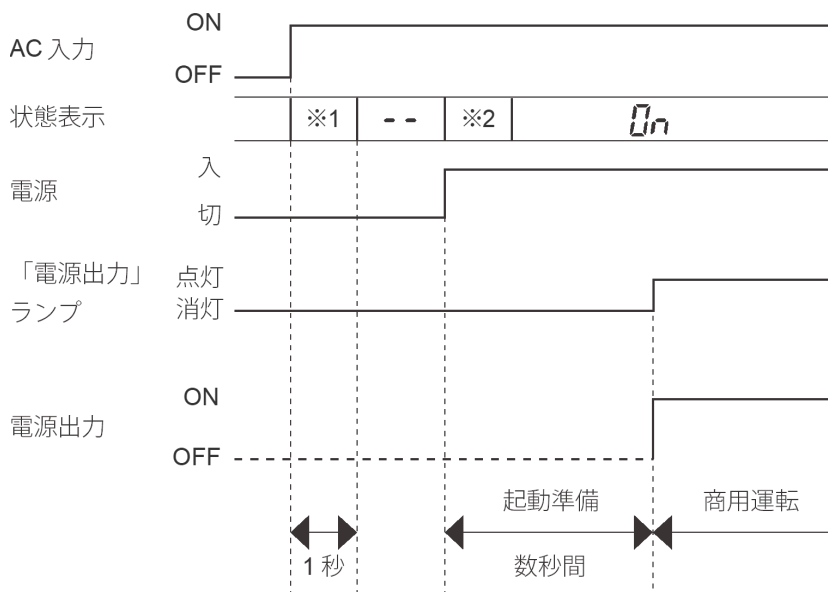 ON
AC 入力
OFF
状態表示 ※1 -- ※2 On
入
電源
切
「電源出力」 点灯
ランプ 消灯
ON
電源出力
OFF
起動準備 商用運転
1 秒 数秒間